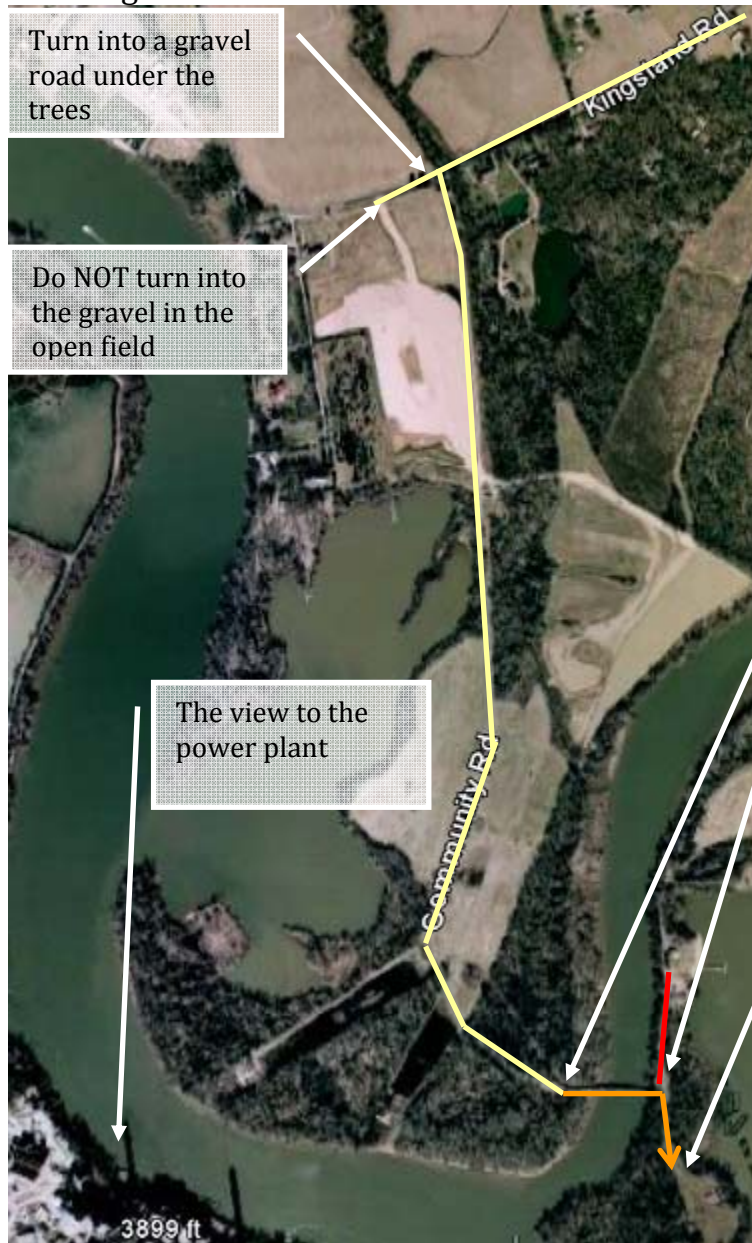 Turn into a gravel
road under the
trees
Kingsland Rd
Do NOT turn into
the gravel in the
open field
The view to the
power plant
Community Rd
3899 ft